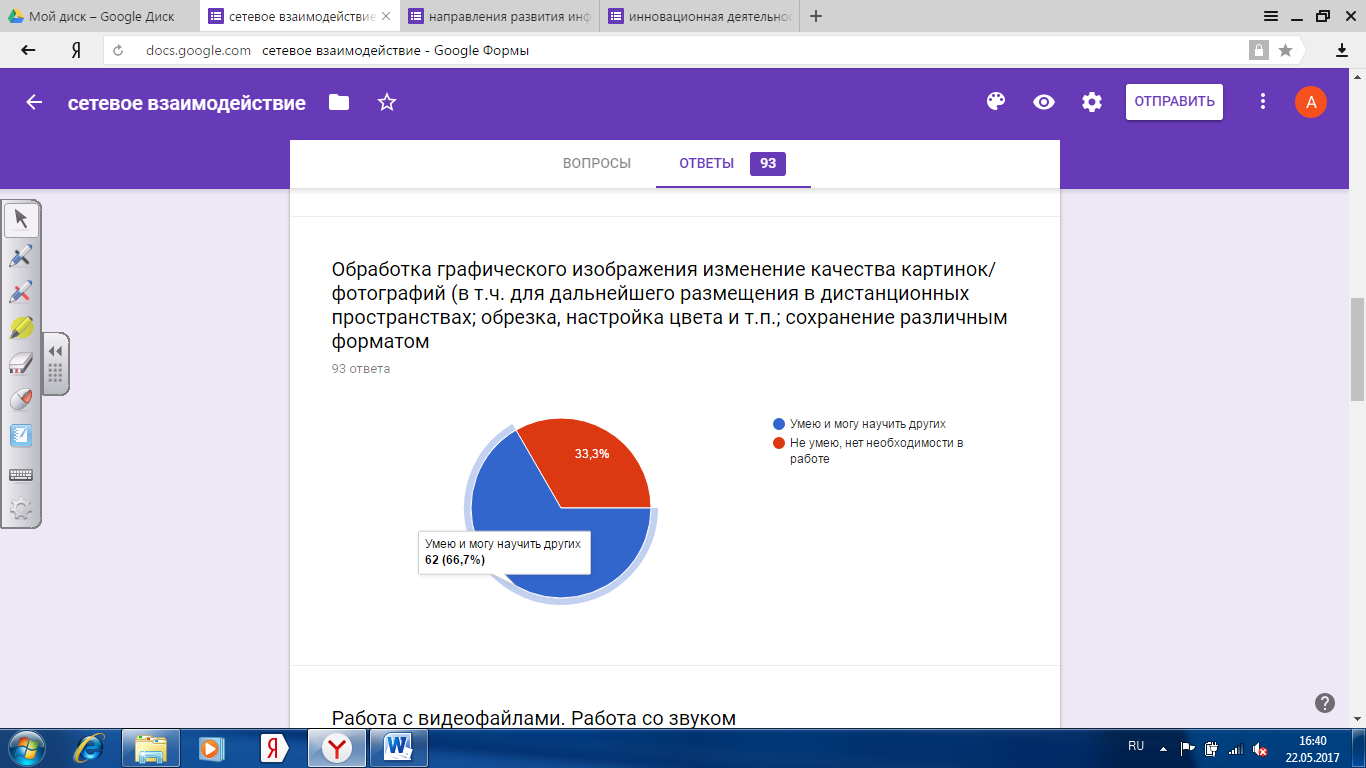 Мой диск – Google Диск
сетевое взаимодействие
направления развития инф
инновационная деятельнос
Я
docs.google.com сетевое взаимодействие - Google Формы
сетевое взаимодействие
ОТПРАВИТЬ
А
ВОПРОСЫ
ОТВЕТЫ 93
Обработка графического изображения изменение качества картинок/
фотографий (в т.ч. для дальнейшего размещения в дистанционных
пространствах; обрезка, настройка цвета и т.п.; сохранение различным
форматом
93 ответа
33,3%
Умею и могу научить других
62 (66,7%)
Умею и могу научить других
Не умею, нет необходимости в
работе
Работа с видеофайлами. Работа со звуком
RU
16:40
22.05.2017